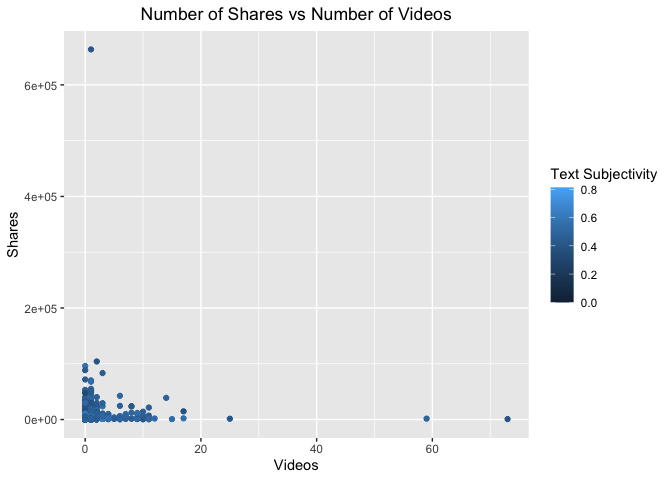 Number of Shares vs Number of Videos
6e+05
4e+05
2e+05
0e+00
Shares
0
20
40
60
Videos
Text Subjectivity
0.8
0.6
0.4
0.2
0.0